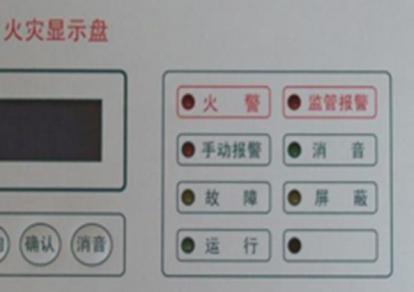 火灾显示盘
火 警
监管报警
手动报警
消 音
故 障
屏 蔽
运 行
确认
消音